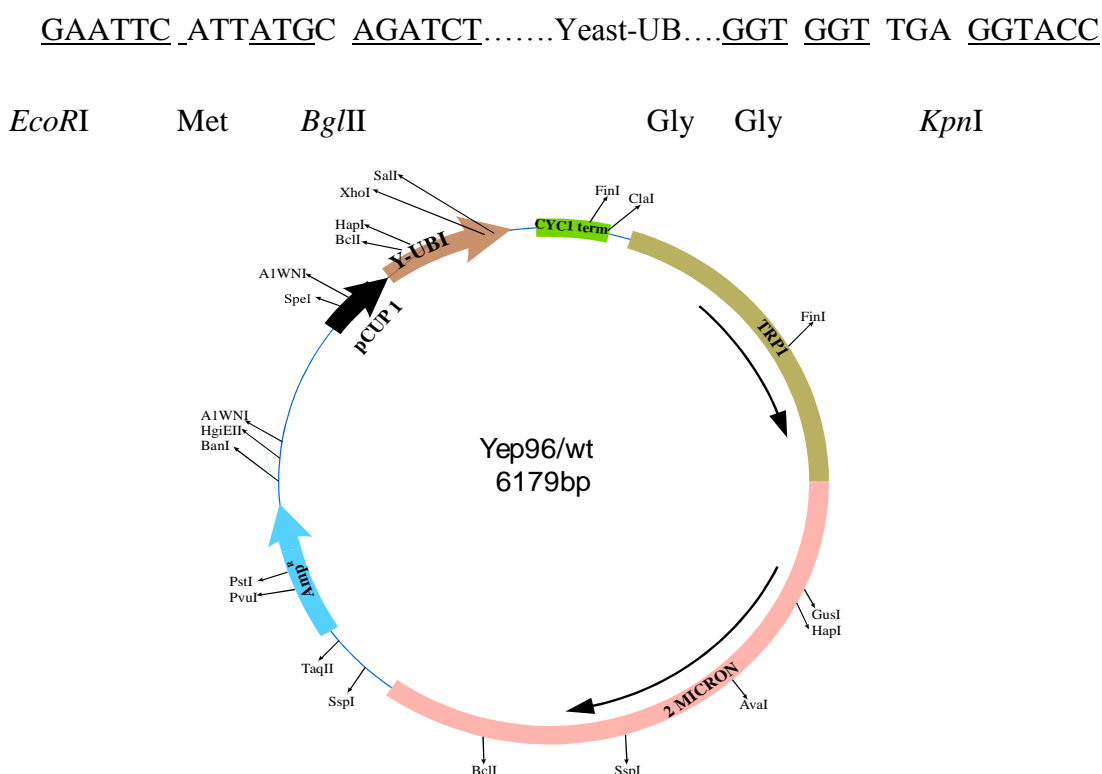 GAATTC _ATTATGC AGATCT…….Yeast-UB….GGT GGT TGA GGTACC
EcoRI Met BglII Gly Gly KpnI
SalI
XhoI
FinI
ClaI
CYC1 term
HapI
BclI
Y-UBI
A1WNI
SpeI
pCUP 1
FinI
TRP1
A1WNI
HgiEII
BanI
Yep96/wt
6179bp
Amp R
PstI
PvuI
GusI
HapI
TaqII
SspI
2 MICRON
AvaI
BclI
SspI